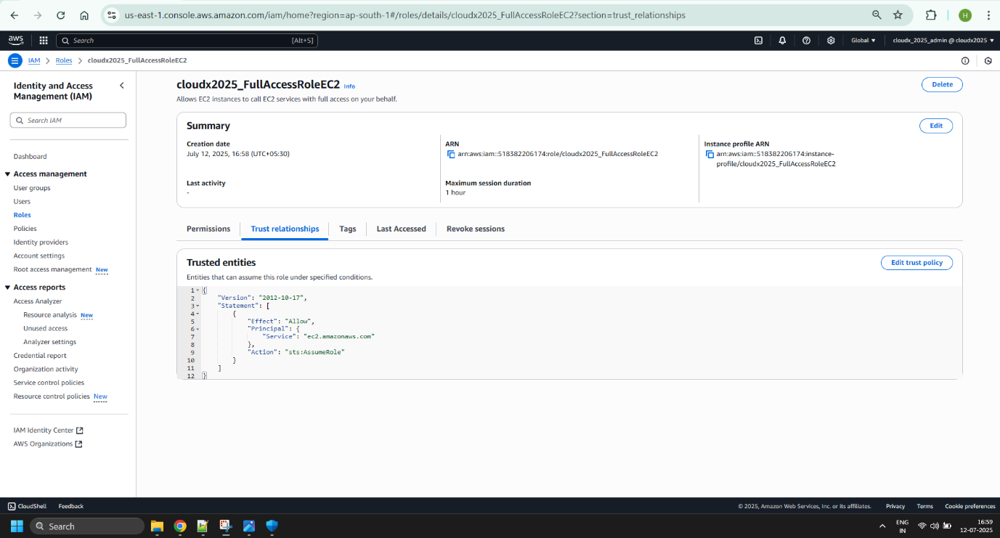 us-east-1.console.aws.amazon.com/iam/home?region=ap-south-1#/roles/details/cloudx2025_FullAccessRoleEC2?section=trust_relationships
H
aws
Search
[Alt+S]
Global
cloudx_2025_admin @ cloudx2025
IAM
Roles
cloudx2025_FullAccessRoleEC2
Identity and Access
Management (IAM)
Search IAM
Dashboard
Access management
User groups
Users
Roles
Policies
Identity providers
Account settings
Root access management New
Access reports
Access Analyzer
Resource analysis New
Unused access
Analyzer settings
Credential report
Organization activity
Service control policies
Resource control policies New
IAM Identity Center
AWS Organizations
cloudx2025_FullAccessRoleEC2 Info
Delete
Allows EC2 instances to call EC2 services with full access on your behalf.
Summary
Edit
Creation date
July 12, 2025, 16:58 (UTC+05:30)
ARN
arn:aws:iam::518382206174:role/cloudx2025_FullAccessRoleEC2
Instance profile ARN
arn:aws:iam::518382206174:instance-
profile/cloudx2025_FullAccessRoleEC2
Last activity
-
Maximum session duration
1 hour
Permissions
Trust relationships
Tags
Last Accessed
Revoke sessions
Trusted entities
Edit trust policy
Entities that can assume this role under specified conditions.
1 {
2 "Version": "2012-10-17",
3 "Statement": [
4 {
5 "Effect": "Allow",
6 "Principal": {
7 "Service": "ec2.amazonaws.com"
8 },
9 "Action": "sts:AssumeRole"
10 }
11 ]
12 }
CloudShell
Feedback
© 2025, Amazon Web Services, Inc. or its affiliates.
Privacy
Terms
Cookie preferences
Search
ENG
IN
16:59
12-07-2025